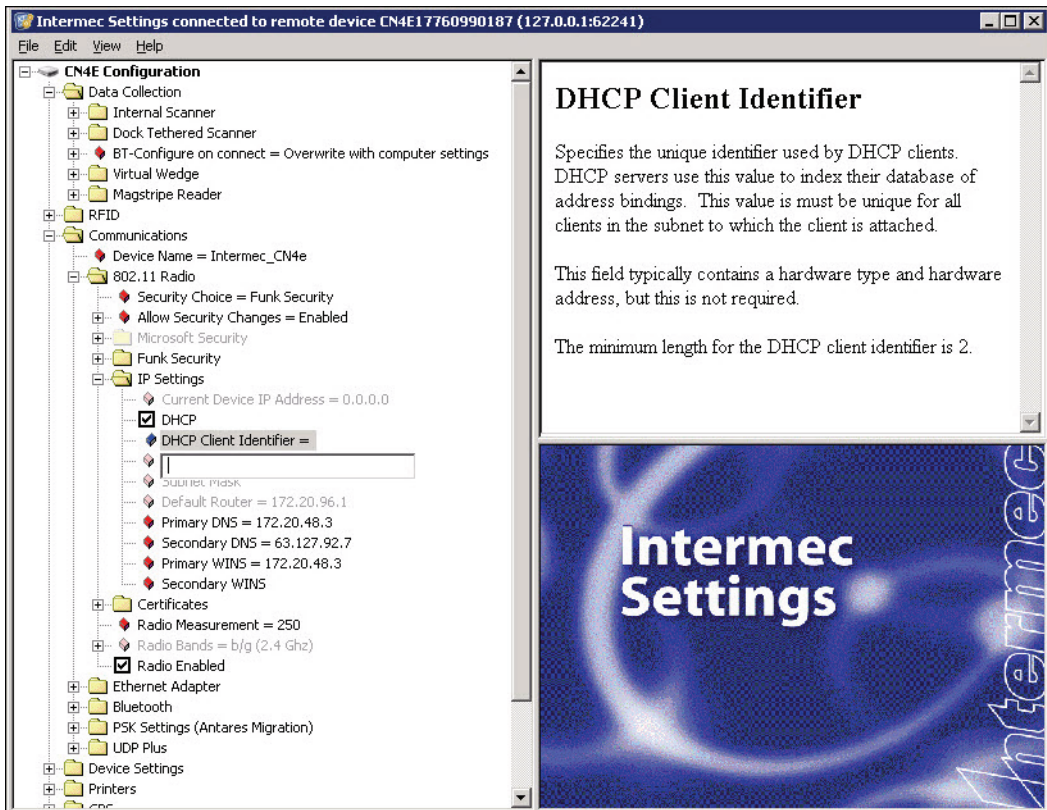 Intermec Settings connected to remote device CN4E17760990187 (127.0.0.1:62241)
File Edit View Help
CN4E Configuration
Data Collection
Internal Scanner
Dock Tethered Scanner
BT-Configure on connect = Overwrite with computer settings
Virtual Wedge
Magstripe Reader
RFID
Communications
Device Name = Intermec_CN4e
802.11 Radio
Security Choice = Funk Security
Allow Security Changes = Enabled
Microsoft Security
Funk Security
IP Settings
Current Device IP Address = 0.0.0.0
DHCP
DHCP Client Identifier =
Subnet Mask
Default Router = 172.20.96.1
Primary DNS = 172.20.48.3
Secondary DNS = 63.127.92.7
Primary WINS = 172.20.48.3
Secondary WINS
Certificates
Radio Measurement = 250
Radio Bands = b/g (2.4 Ghz)
Radio Enabled
Ethernet Adapter
Bluetooth
PSK Settings (Antares Migration)
UDP Plus
Device Settings
Printers
GPS
DHCP Client Identifier
Specifies the unique identifier used by DHCP clients.
DHCP servers use this value to index their database of
address bindings. This value is must be unique for all
clients in the subnet to which the client is attached.
This field typically contains a hardware type and hardware
address, but this is not required.
The minimum length for the DHCP client identifier is 2.
Intermec
Settings
Intermec